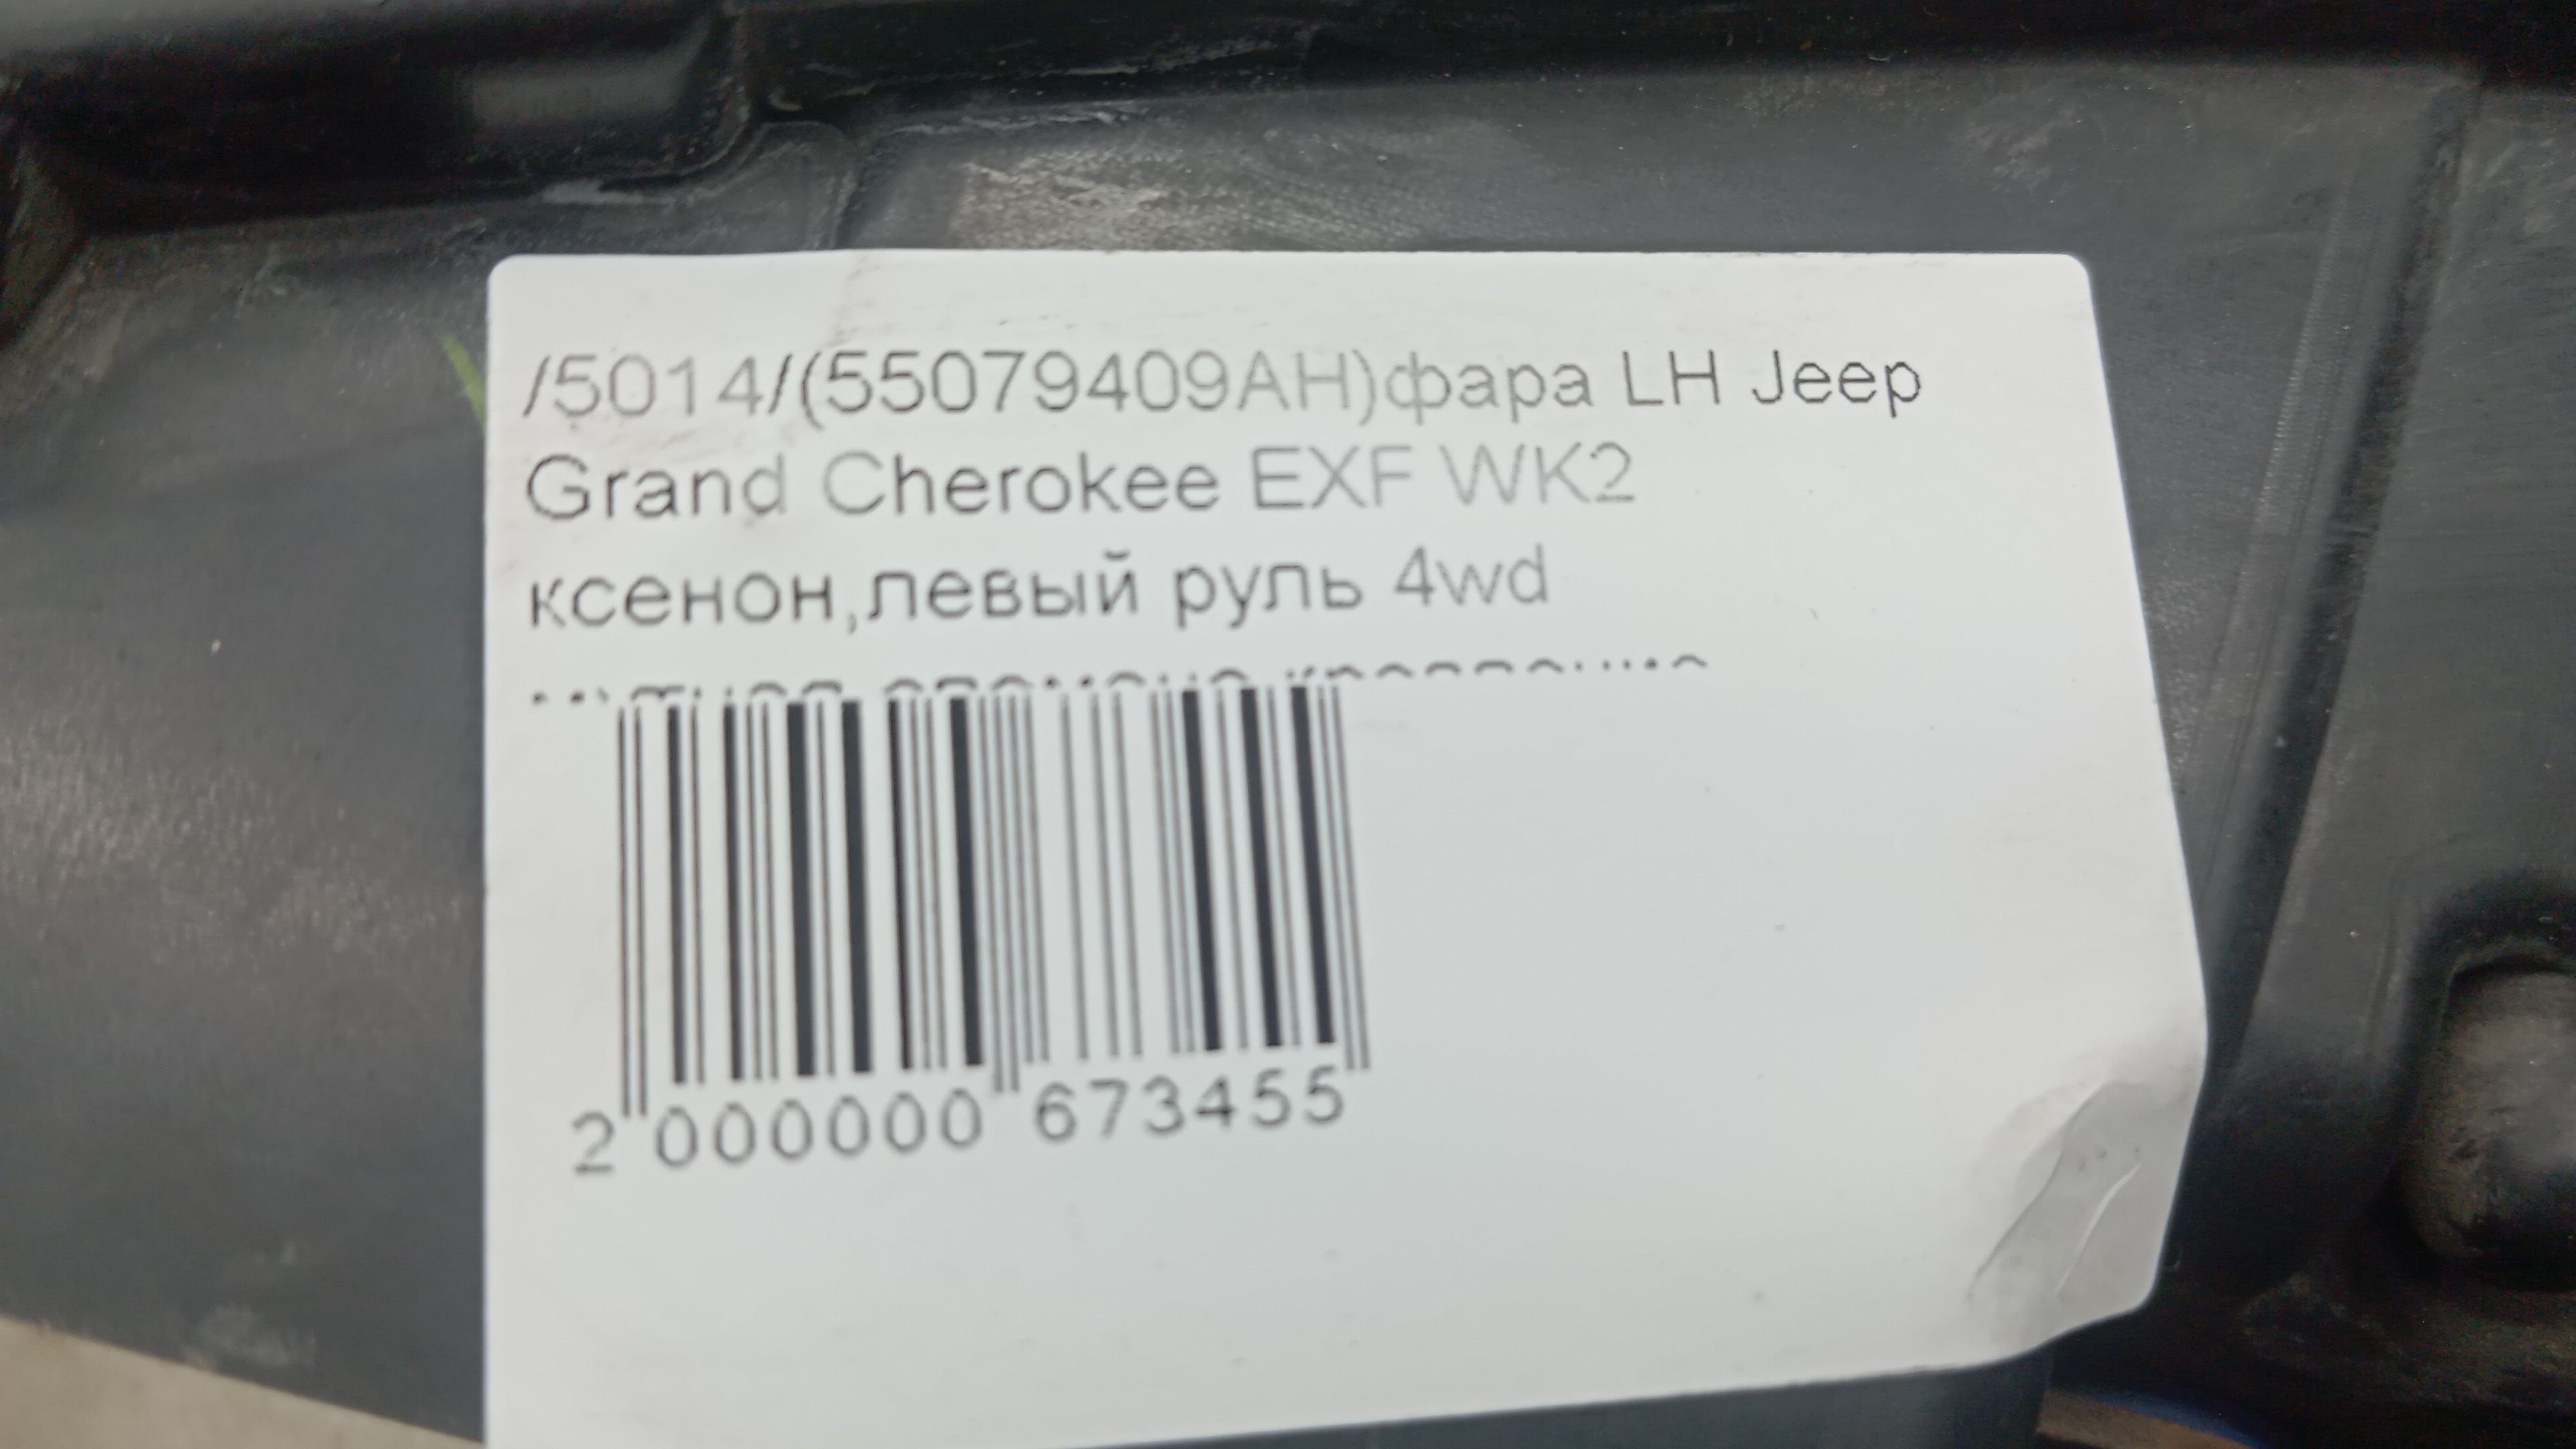 /5014/(55079409AH)фара LH Jeep
Grand Cherokee EXF WK2
ксенон,левый руль 4wd
2 000000 673455